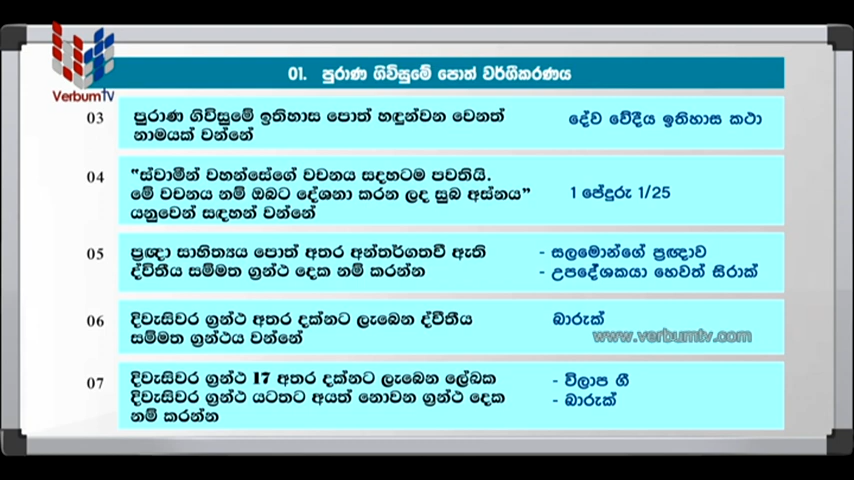 VerbumTV
01. පුරාණ ගිවිසුමේ පොත් වර්ගීකරණය
03 පුරාණ ගිවිසුමේ ඉතිහාස පොත් හඳුන්වන වෙනත් දේව වේදීය ඉතිහාස කථා
නාමයක් වන්නේ
04 “ස්වාමීන් වහන්සේගේ වචනය සදහටම පවතියි.
මේ වචනය නම් ඔබට දේශනා කරන ලද සුබ අස්නය” 1 ජේදුරු 1/25
යනුවෙන් සඳහන් වන්නේ
05 ප්‍රඥා සාහිත්‍යය පොත් අතර අන්තර්ගතවී ඇති - සලමොන්ගේ ප්‍රඥාව
ද්විතීය සම්මත ග්‍රන්ථ දෙක නම් කරන්න - උපදේශකයා හෙවත් සිරාක්
06 දිවැසිවර ග්‍රන්ථ අතර දක්නට ලැබෙන ද්වීතීය බාරුක්
සම්මත ග්‍රන්ථය වන්නේ www.verbumtv.com
07 දිවැසිවර ග්‍රන්ථ 17 අතර දක්නට ලැබෙන ලේඛක - විලාප ගී
දිවැසිවර ග්‍රන්ථ යටතට අයත් නොවන ග්‍රන්ථ දෙක - බාරුක්
නම් කරන්න